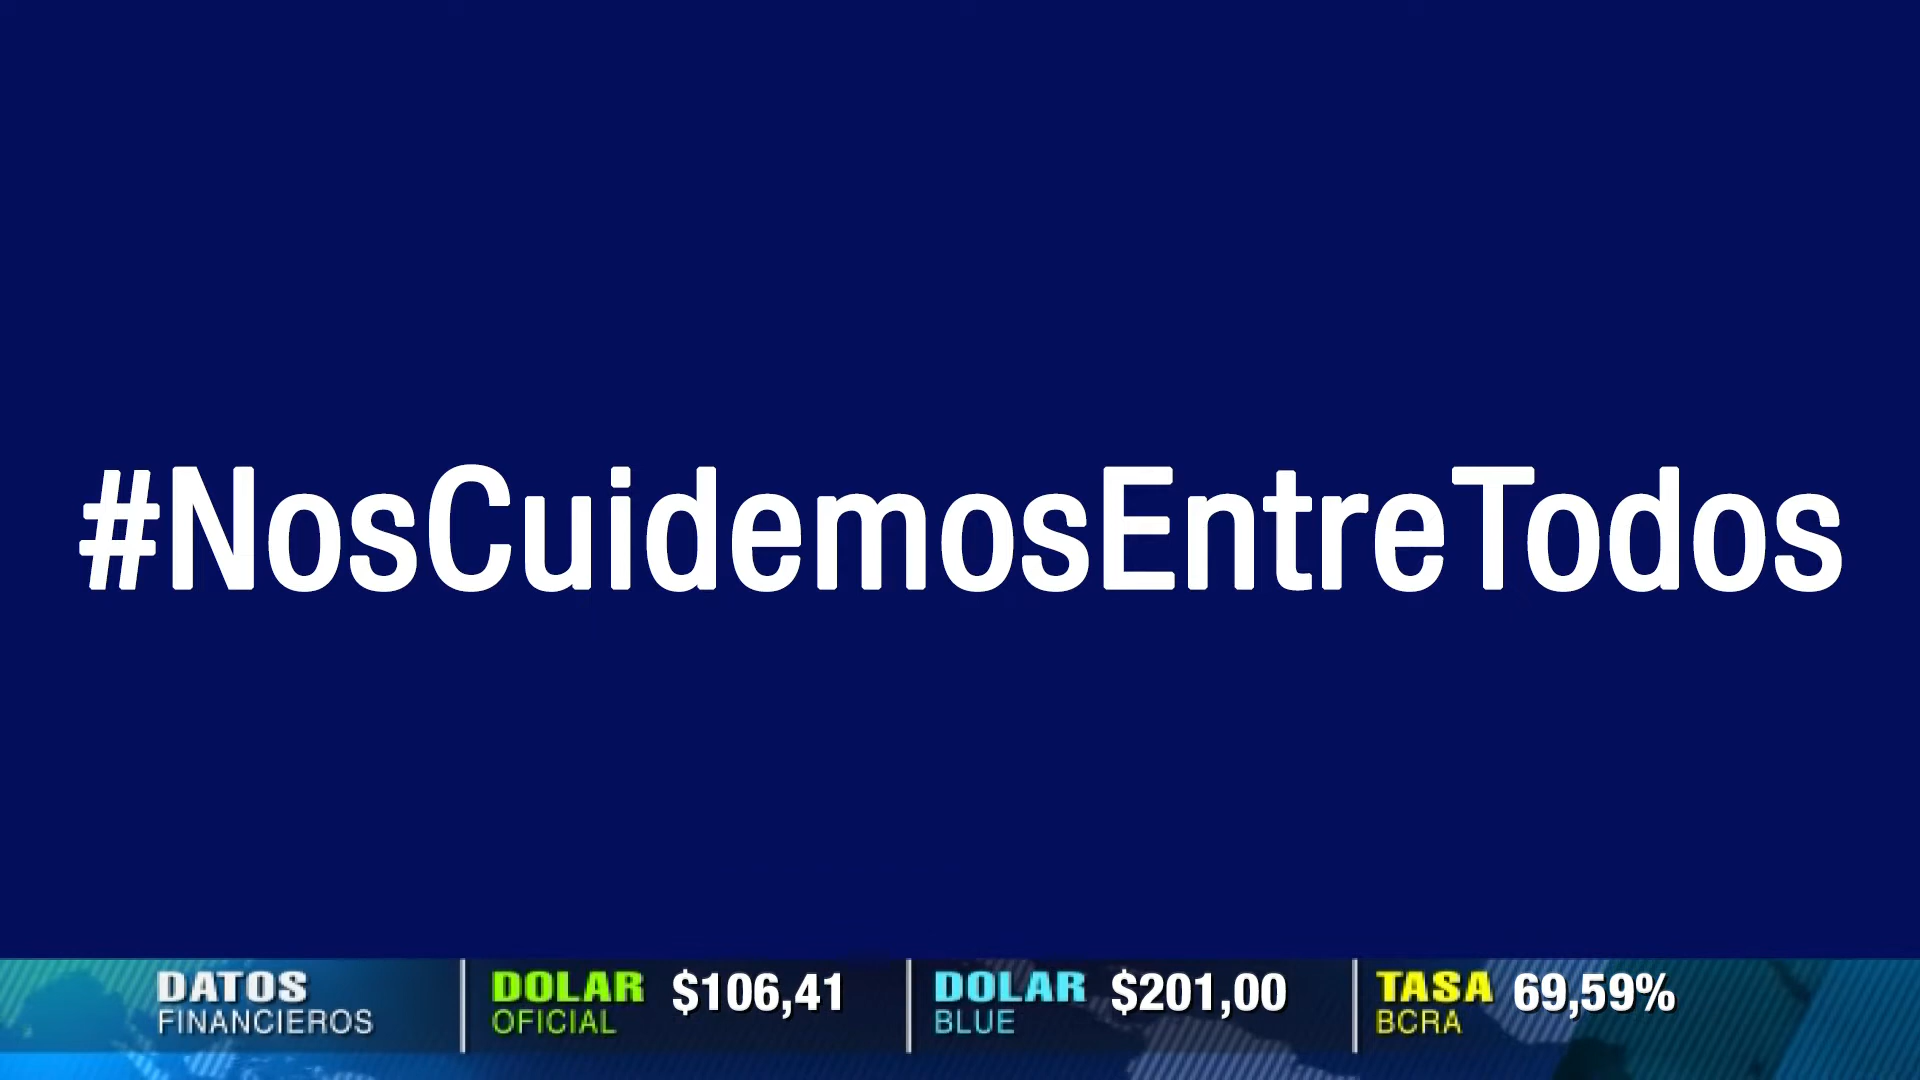 #NosCuidemosEntreTodos
DATOS FINANCIEROS
DOLAR OFICIAL $106,41
DOLAR BLUE $201,00
TASA BCRA 69,59%